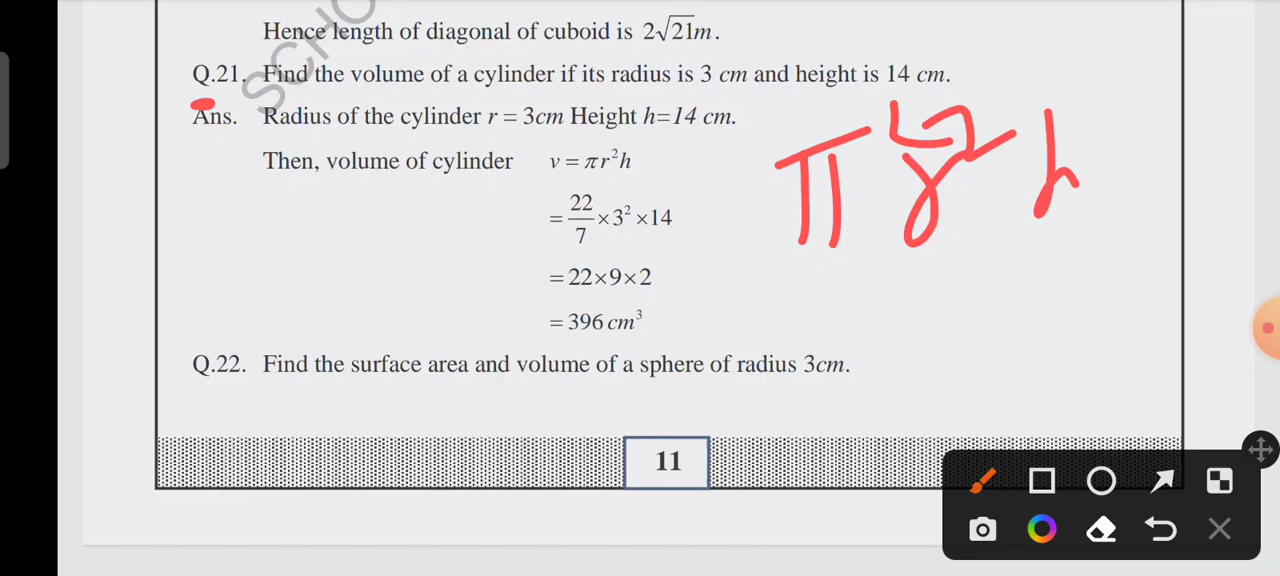 Hence length of diagonal of cuboid is 2√21m.
Q.21. Find the volume of a cylinder if its radius is 3 cm and height is 14 cm.
Ans. Radius of the cylinder r = 3cm Height h=14 cm.
Then, volume of cylinder v = πr²h
= 22/7 ×3² ×14
= 22×9×2
= 396 cm³
π r² h
Q.22. Find the surface area and volume of a sphere of radius 3cm.
11
SCHO